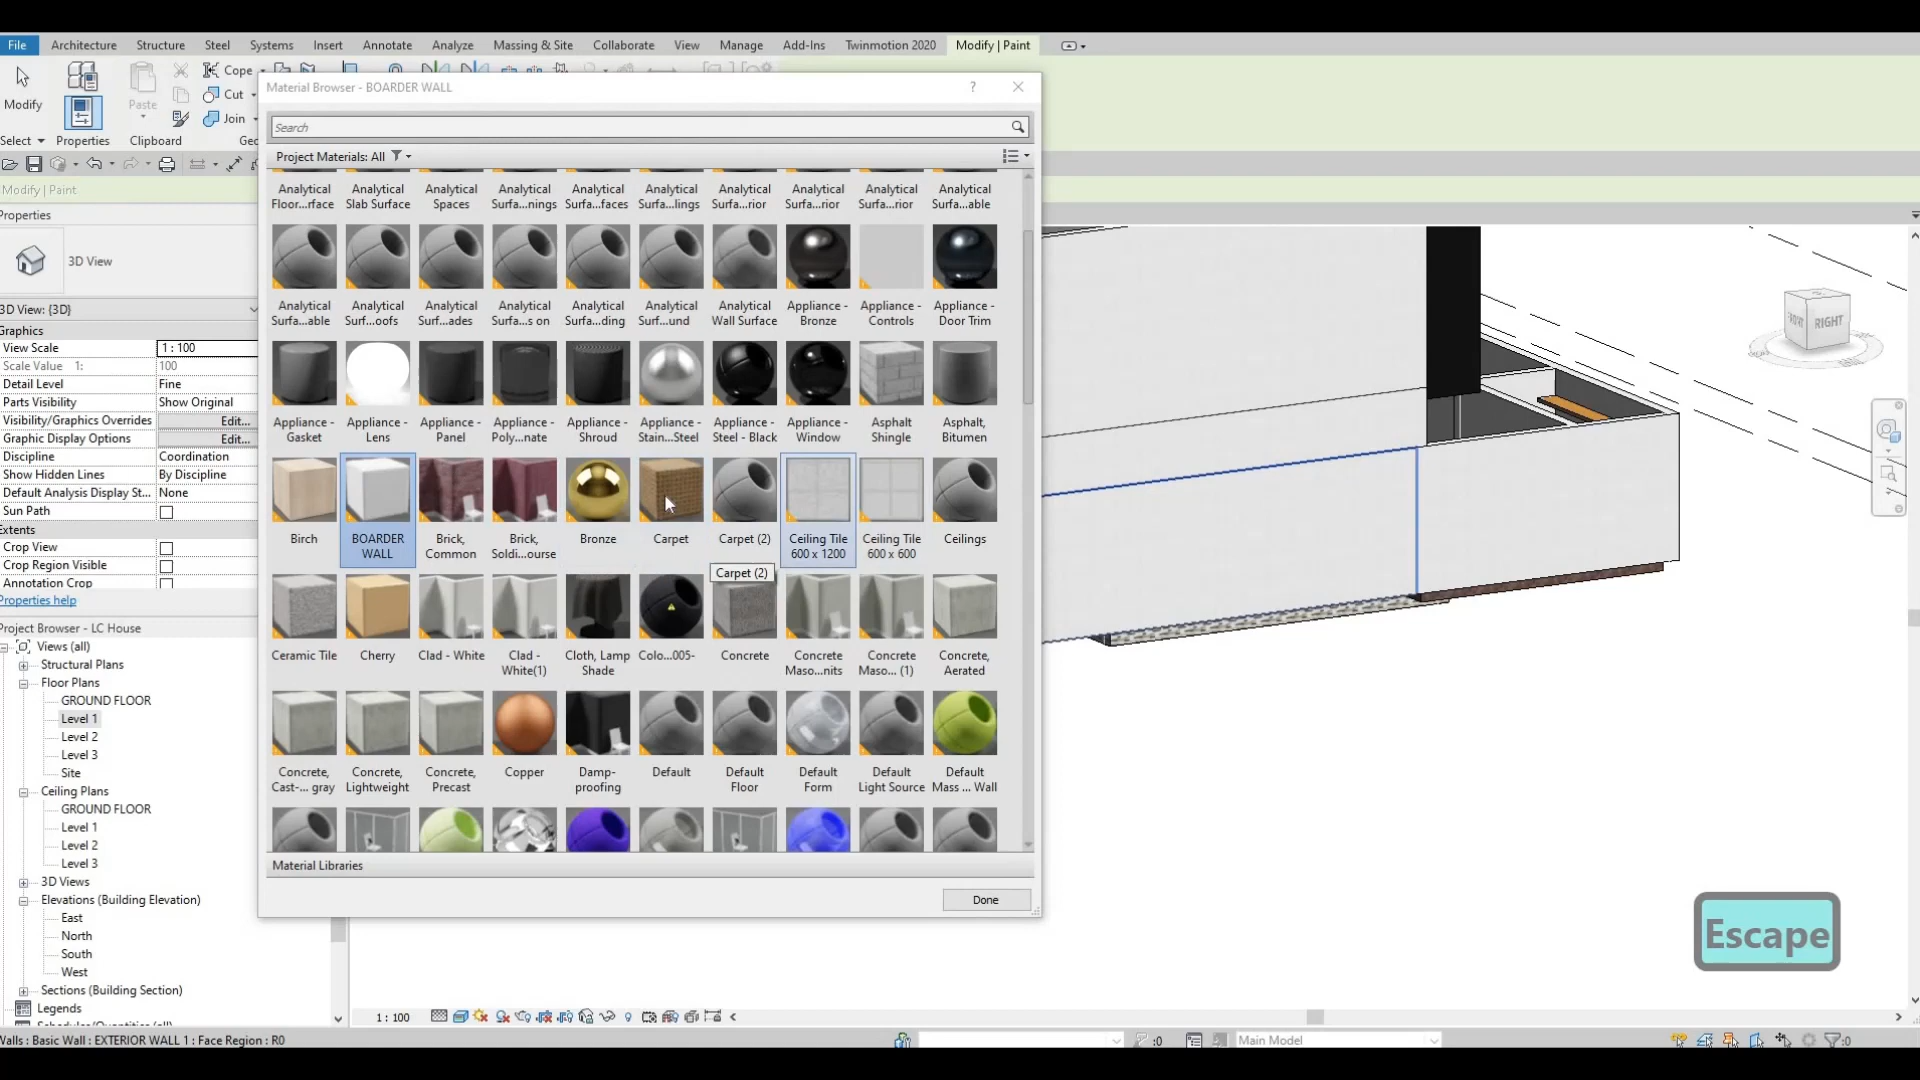 File Architecture Structure Steel Systems Insert Annotate Analyze Massing & Site Collaborate View Manage Add-Ins Twinmotion 2020 Modify | Paint
Cope
Modify Paste Cut
Join
Select Properties Clipboard Geo
Modify | Paint
Properties
3D View
3D View: {3D}
Graphics
View Scale 1 : 100
Scale Value 1: 100
Detail Level Fine
Parts Visibility Show Original
Visibility/Graphics Overrides Edit...
Graphic Display Options Edit...
Discipline Coordination
Show Hidden Lines By Discipline
Default Analysis Display St... None
Sun Path
Extents
Crop View
Crop Region Visible
Annotation Crop
Properties help
Project Browser - LC House
Views (all)
Structural Plans
Floor Plans
GROUND FLOOR
Level 1
Level 2
Level 3
Site
Ceiling Plans
GROUND FLOOR
Level 1
Level 2
Level 3
3D Views
Elevations (Building Elevation)
East
North
South
West
Sections (Building Section)
Legends
Schedules/Quantities (all)
Material Browser - BOARDER WALL ?
Search
Project Materials: All
Analytical Analytical Analytical Analytical Analytical Analytical Analytical Analytical Analytical Analytical
Floor...rface Slab Surface Spaces Surfa...nings Surfa...faces Surfa...lings Surfa...rior Surfa...rior Surfa...rior Surfa...able
Analytical Analytical Analytical Analytical Analytical Analytical Analytical Appliance - Appliance - Appliance -
Surfa...able Surf...oofs Surf...ades Surfa...s on Surfa...ding Surf...und Wall Surface Bronze Controls Door Trim
Appliance - Appliance - Appliance - Appliance - Appliance - Appliance - Appliance - Appliance - Asphalt Asphalt,
Gasket Lens Panel Poly...nate Shroud Stain...Steel Steel - Black Window Shingle Bitumen
Birch BOARDER Brick, Brick, Bronze Carpet Carpet (2) Ceiling Tile Ceiling Tile Ceilings
WALL Common Soldi...ourse 600 x 1200 600 x 600
Carpet (2)
Ceramic Tile Cherry Clad - White Clad - Cloth, Lamp Colo...005- Concrete Concrete Concrete Concrete,
White(1) Shade Maso...nits Maso... (1) Aerated
Concrete, Concrete, Concrete, Copper Damp- Default Default Default Default Default
Cast-... gray Lightweight Precast proofing Floor Form Light Source Mass ... Wall
Material Libraries
Done
FRONT RIGHT
Escape
1 : 100
Walls : Basic Wall : EXTERIOR WALL 1 : Face Region : R0 :0 Main Model :0